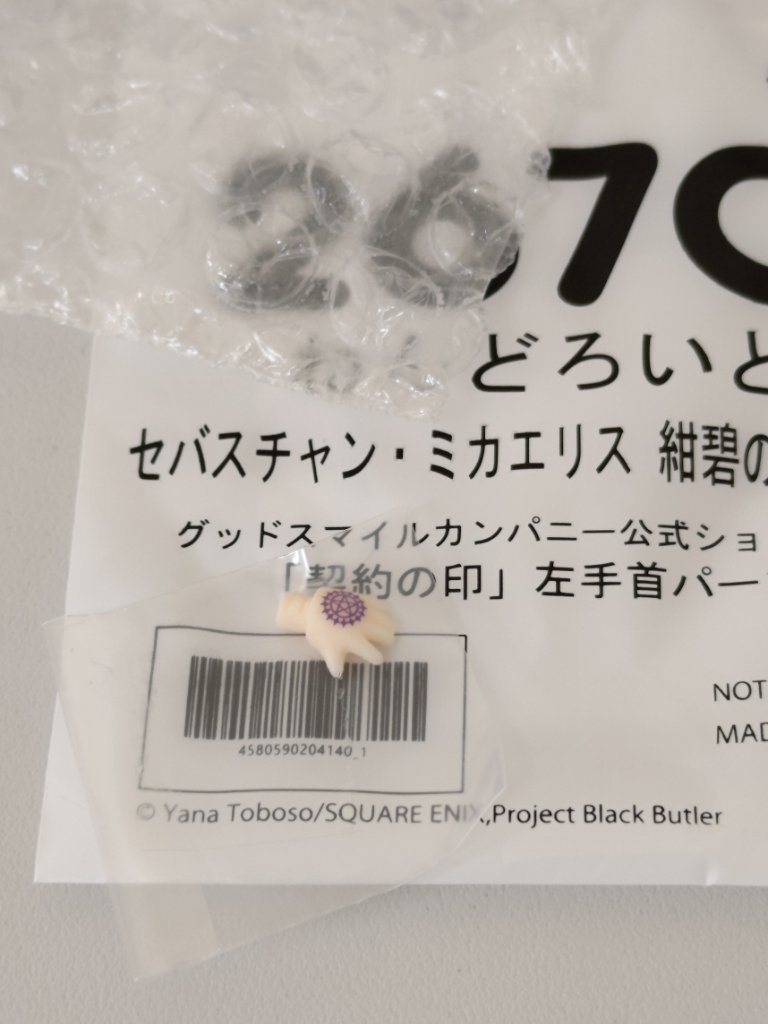 2670
どろいど
セバスチャン・ミカエリス 紺碧の
グッドスマイルカンパニー公式ショ
「契約の印」左手首パー
NOT
MAD
4580590204140_1
© Yana Toboso/SQUARE ENIX,Project Black Butler